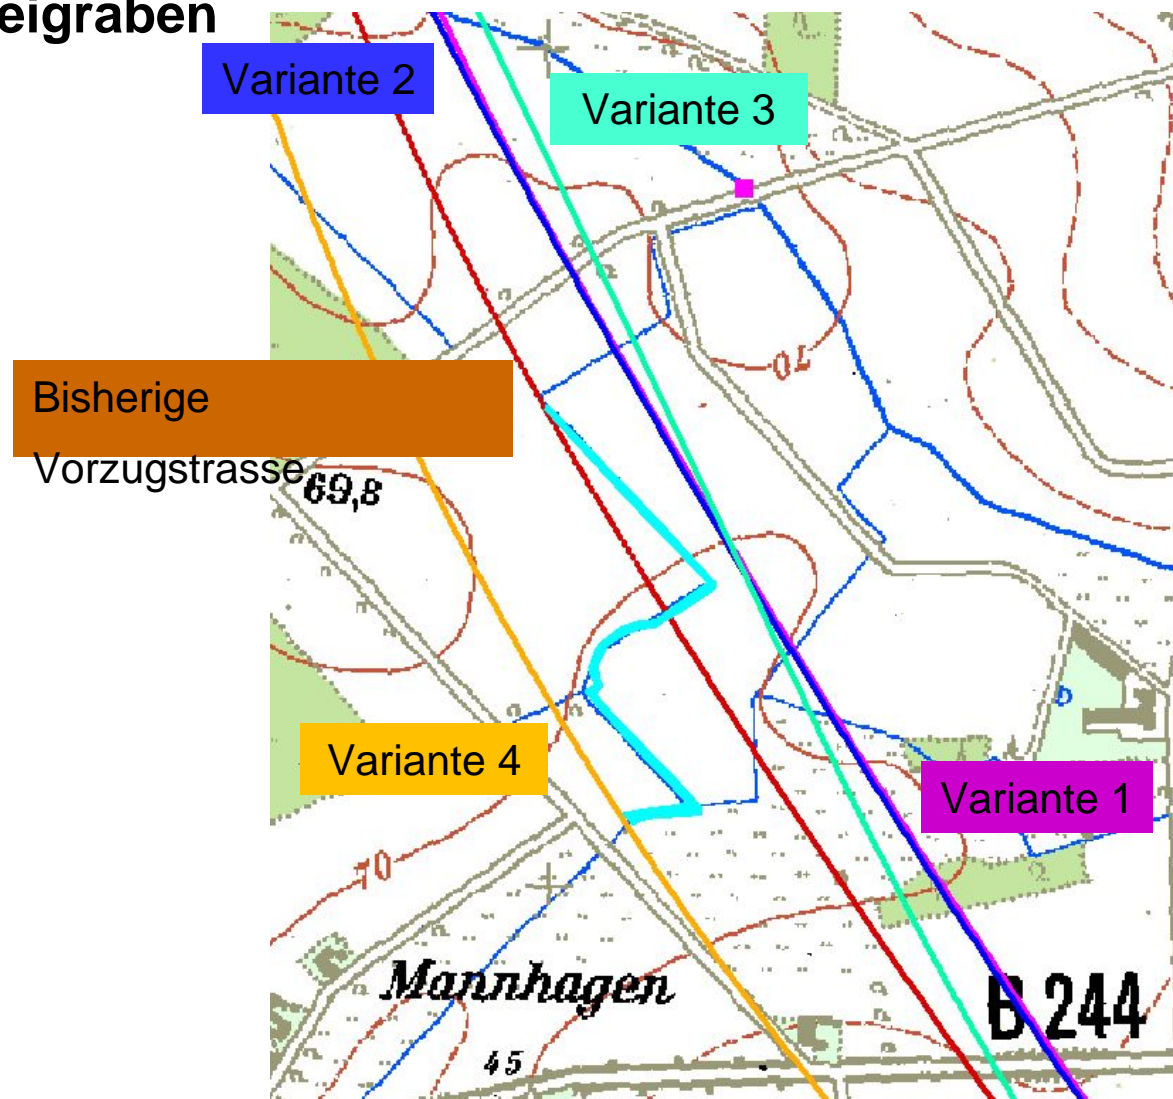 eigraben
Variante 2
Variante 3
70
Bisherige
Vorzugstrasse
69,8
Variante 4
Variante 1
70
Mannhagen
B 244
45